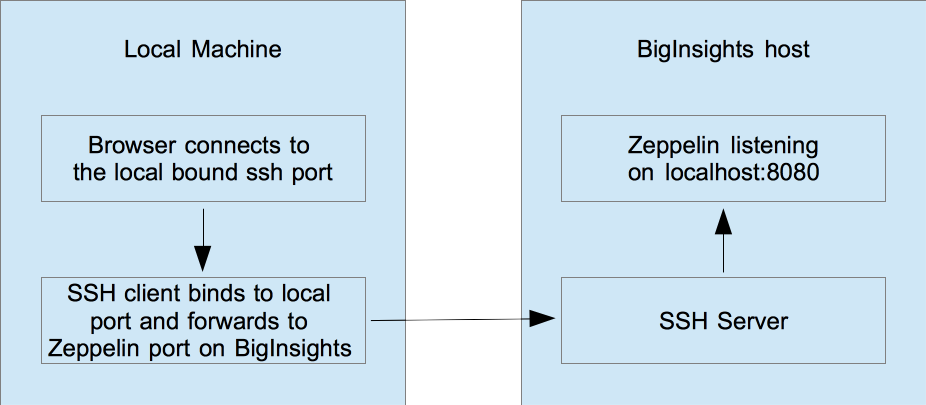 Local Machine
Browser connects to
the local bound ssh port
SSH client binds to local
port and forwards to
Zeppelin port on BigInsights
BigInsights host
Zeppelin listening
on localhost:8080
SSH Server